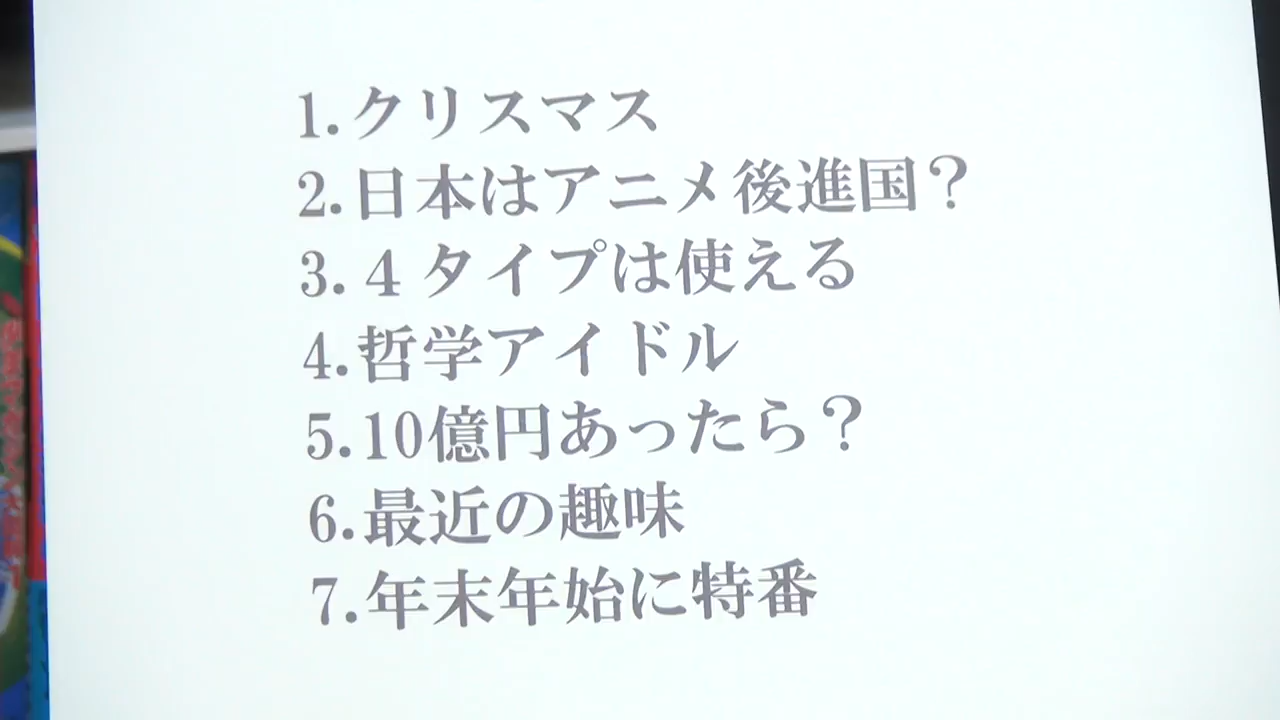 1.クリスマス
2.日本はアニメ後進国？
3.４タイプは使える
4.哲学アイドル
5.10億円あったら？
6.最近の趣味
7.年末年始に特番